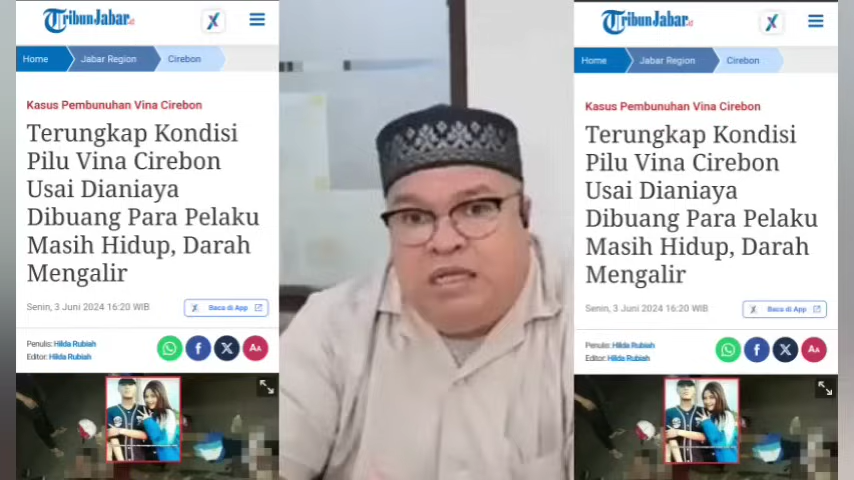 TribunJabar.id
Home
Jabar Region
Cirebon
Kasus Pembunuhan Vina Cirebon
Terungkap Kondisi
Pilu Vina Cirebon
Usai Dianiaya
Dibuang Para Pelaku
Masih Hidup, Darah
Mengalir
Senin, 3 Juni 2024 16:20 WIB
Baca di App
Penulis: Hilda Rubiah
Editor: Hilda Rubiah
AA
TribunJabar.id
Home
Jabar Region
Cirebon
Kasus Pembunuhan Vina Cirebon
Terungkap Kondisi
Pilu Vina Cirebon
Usai Dianiaya
Dibuang Para Pelaku
Masih Hidup, Darah
Mengalir
Senin, 3 Juni 2024 16:20 WIB
Baca di App
Penulis: Hilda Rubiah
Editor: Hilda Rubiah
AA